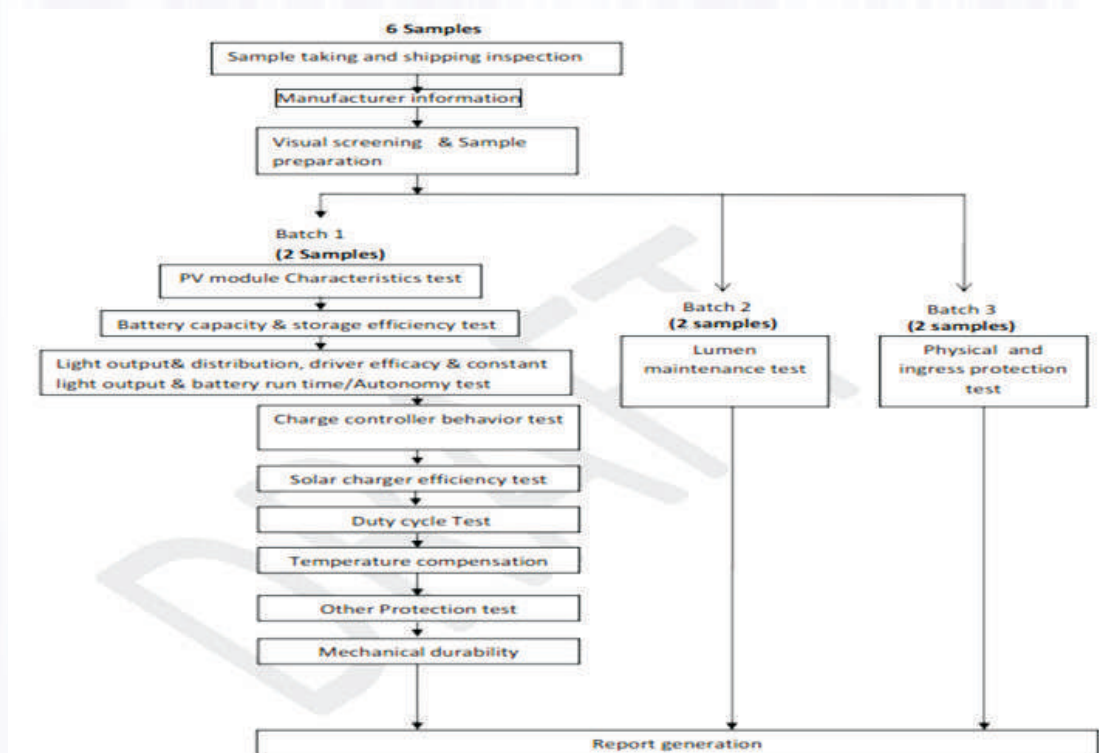 6 Samples
Sample taking and shipping inspection
Manufacturer information
Visual screening & Sample
preparation
Batch 1
(2 Samples)
PV module Characteristics test
Battery capacity & storage efficiency test
Light output& distribution, driver efficacy & constant
light output & battery run time/Autonomy test
Charge controller behavior test
Solar charger efficiency test
Duty cycle Test
Temperature compensation
Other Protection test
Mechanical durability
Batch 2
(2 samples)
Lumen
maintenance test
Batch 3
(2 samples)
Physical and
ingress protection
test
Report generation
DRAFT